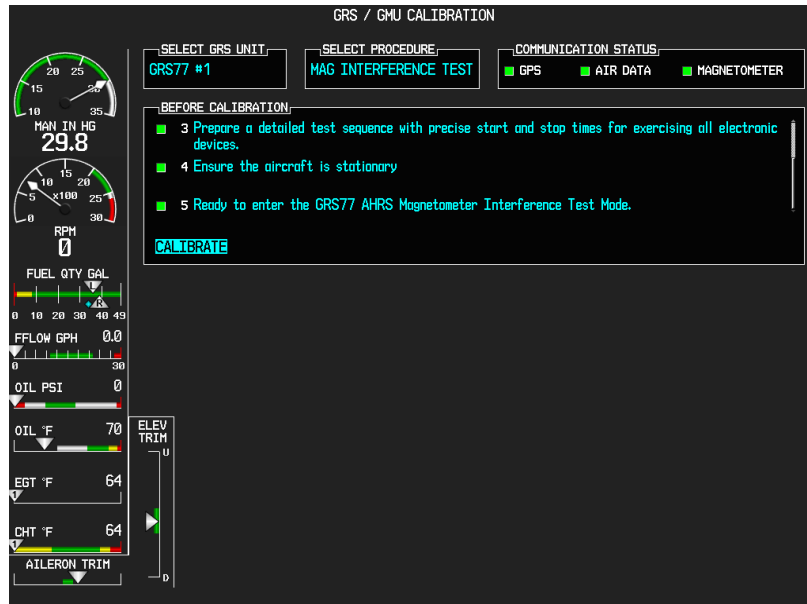 GRS / GMU CALIBRATION
SELECT GRS UNIT
GRS77 #1
SELECT PROCEDURE
MAG INTERFERENCE TEST
COMMUNICATION STATUS
GPS
AIR DATA
MAGNETOMETER
BEFORE CALIBRATION
3 Prepare a detailed test sequence with precise start and stop times for exercising all electronic
devices.
4 Ensure the aircraft is stationary
5 Ready to enter the GRS77 AHRS Magnetometer Interference Test Mode.
CALIBRATE
10 15 20 25 30 35
MAN IN HG
29.8
0 5 10 15 20 25 30
x100
RPM
0
FUEL QTY GAL
L
R
0 10 20 30 40 49
FFLOW GPH 0.0
0 30
OIL PSI 0
OIL °F 70
EGT °F 64
1
CHT °F 64
1
AILERON TRIM
ELEV
TRIM
U
D